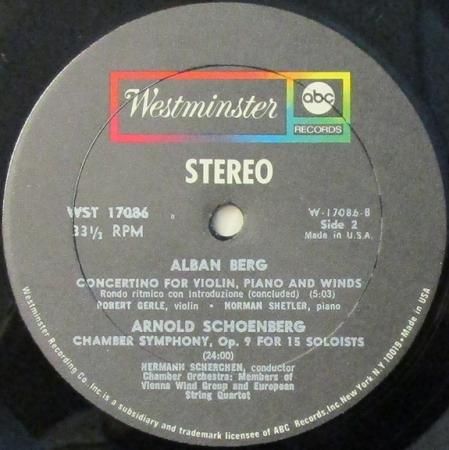 Westminster
abc
RECORDS
STEREO
WST 17086
33⅓ RPM
W-17086-B
Side 2
Made in U.S.A.
ALBAN BERG
CONCERTINO FOR VIOLIN, PIANO AND WINDS
Rondo ritmico con introduzione (concluded) (5:03)
ROBERT GERLE, violin • NORMAN SHETLER, piano
ARNOLD SCHOENBERG
CHAMBER SYMPHONY, Op. 9 FOR 15 SOLOISTS
(24:00)
HERMANN SCHERCHEN, conductor
Chamber Orchestra: Members of
Vienna Wind Group and European
String Quartet
Westminster Recording Co. Inc. is a subsidiary and trademark licensee of ABC Records, Inc. New York, N.Y. 10019 • Made in USA